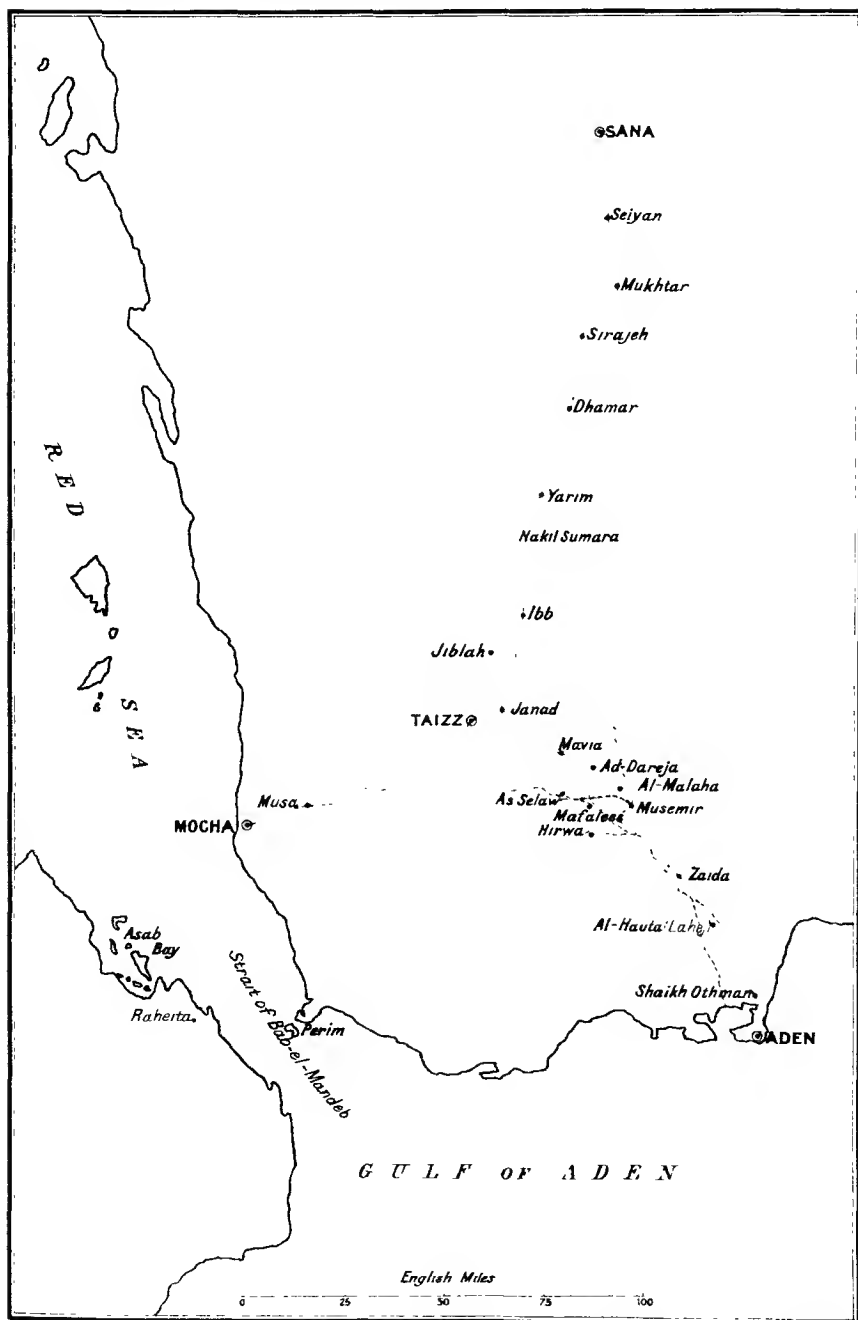 SANA
Seiyan
Mukhtar
Sirajeh
Dhamar
Yarim
Nakil Sumara
Ibb
Jiblah
Janad
TAIZZ
Mavia
Ad-Dareja
Al-Malaha
As Selaw
Musemir
Musa
Hirwa
MOCHA
Zaida
Al-Hauta:Lahej
Shaikh Othman
ADEN
RED SEA
Asab
Bay
Raheita
Perim
Strait of Bab-el-Mandeb
GULF OF ADEN
English Miles
0 25 50 75 100